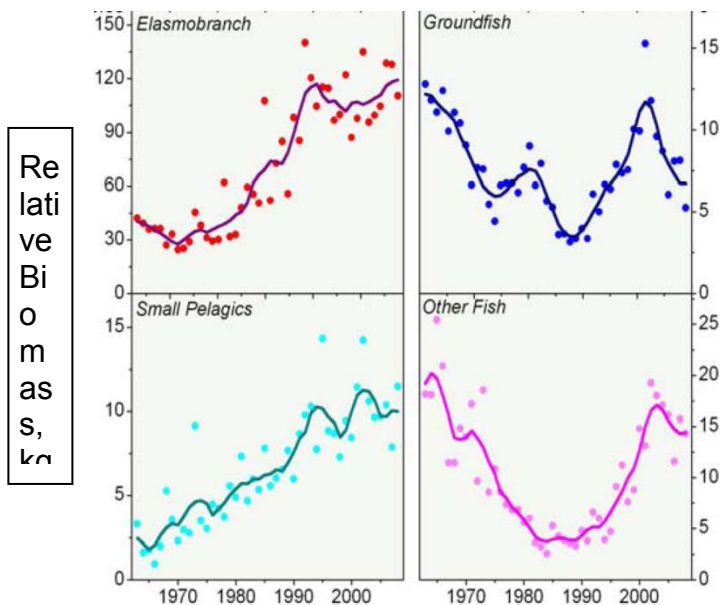 Elasmobranch
150
120
90
60
30
0
Groundfish
15
10
5
0
Re
lati
ve
Bi
o
m
as
s,
Small Pelagics
15
10
5
0
Other Fish
25
20
15
10
5
0
1970 1980 1990 2000
1970 1980 1990 2000